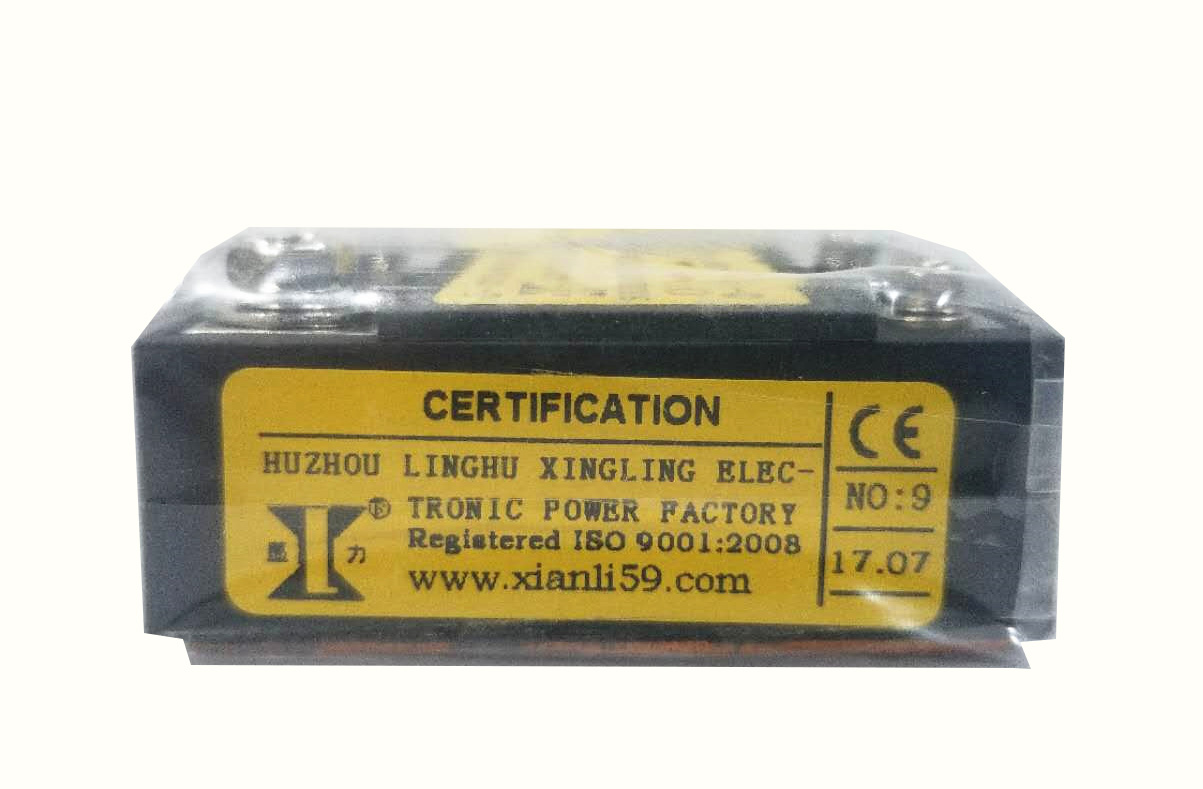 CERTIFICATION
HUZHOU LINGHU XINGLING ELEC-
TRONIC POWER FACTORY
Registered ISO 9001:2008
www.xianli59.com
L ®
力
CE
NO:9
17.07